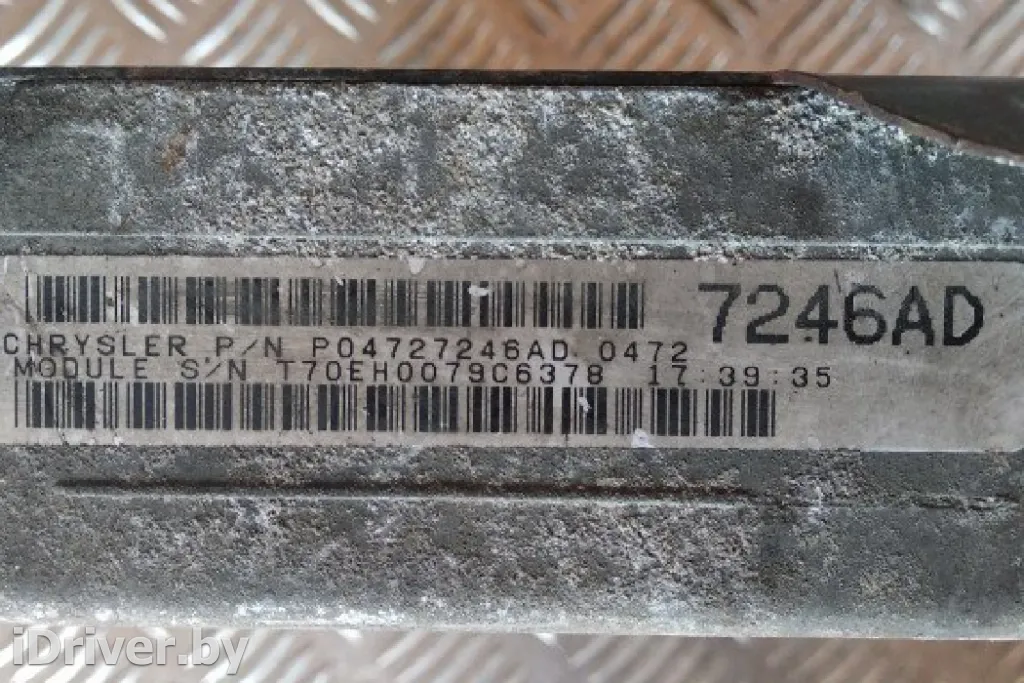 7246AD
CHRYSLER P/N P04727246AD 0472
MODULE S/N T70EH0079C6378 17:39:35
iDriver.by